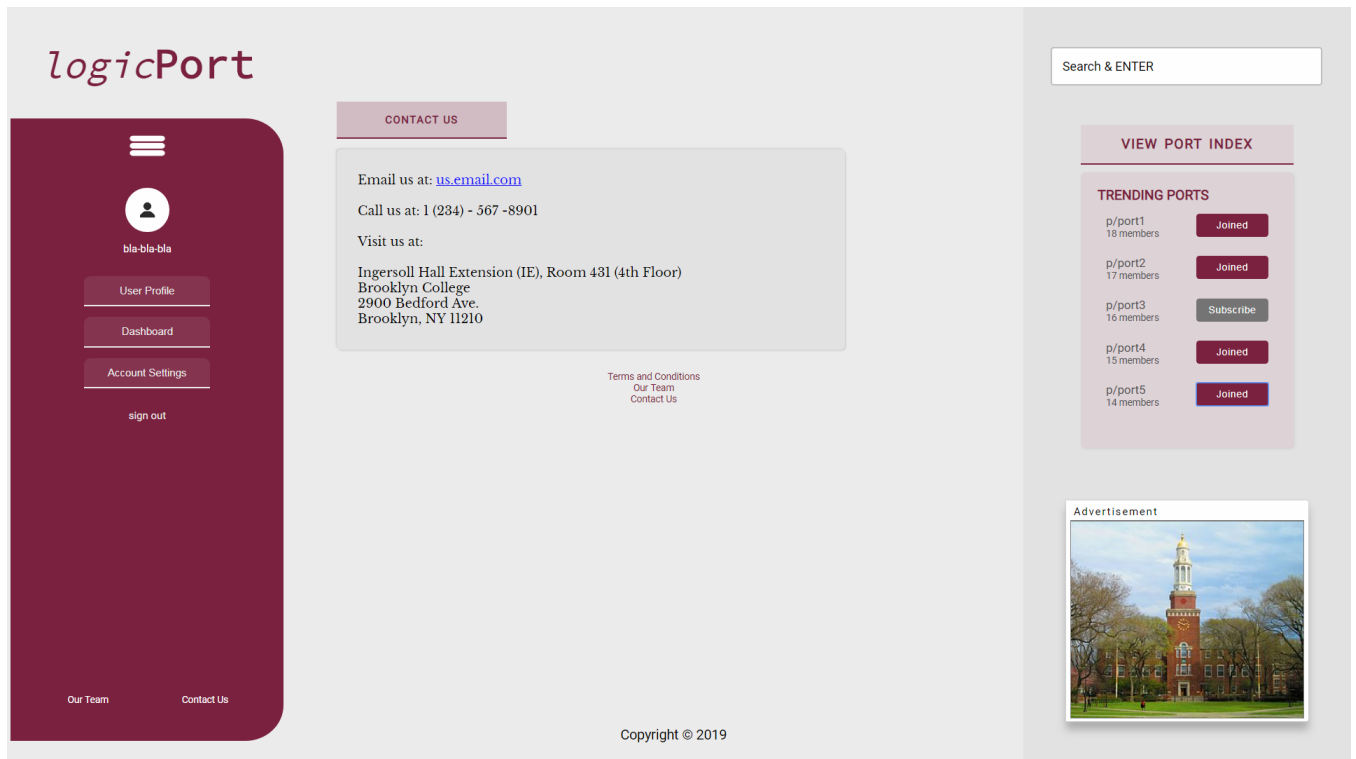 logicPort
bla-bla-bla
User Profile
Dashboard
Account Settings
sign out
Our Team
Contact Us
CONTACT US
Email us at: us.email.com
Call us at: 1 (234) - 567 -8901
Visit us at:
Ingersoll Hall Extension (IE), Room 431 (4th Floor)
Brooklyn College
2900 Bedford Ave.
Brooklyn, NY 11210
Terms and Conditions
Our Team
Contact Us
Copyright © 2019
Search & ENTER
VIEW PORT INDEX
TRENDING PORTS
p/port1
18 members
Joined
p/port2
17 members
Joined
p/port3
16 members
Subscribe
p/port4
15 members
Joined
p/port5
14 members
Joined
Advertisement